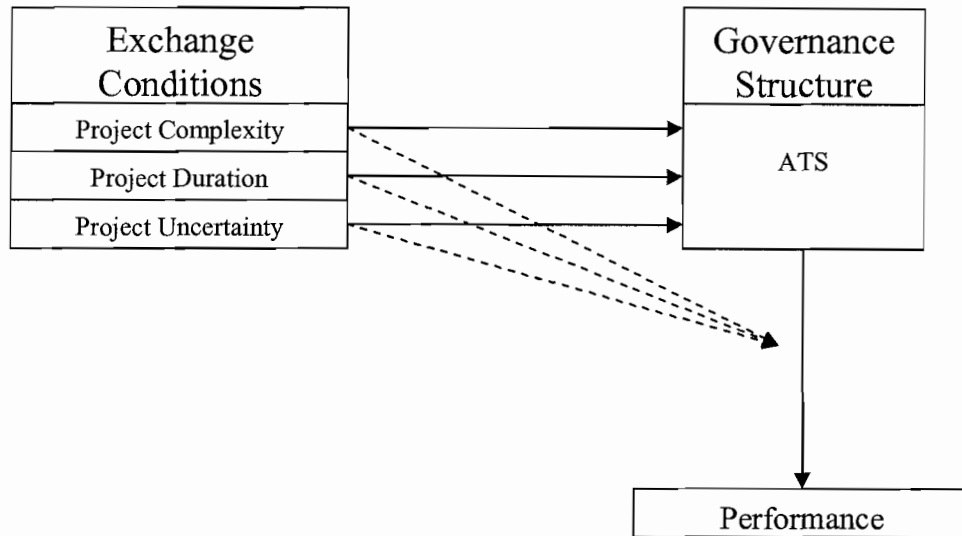 Exchange
Conditions
Project Complexity
Project Duration
Project Uncertainty
Governance
Structure
ATS
Performance